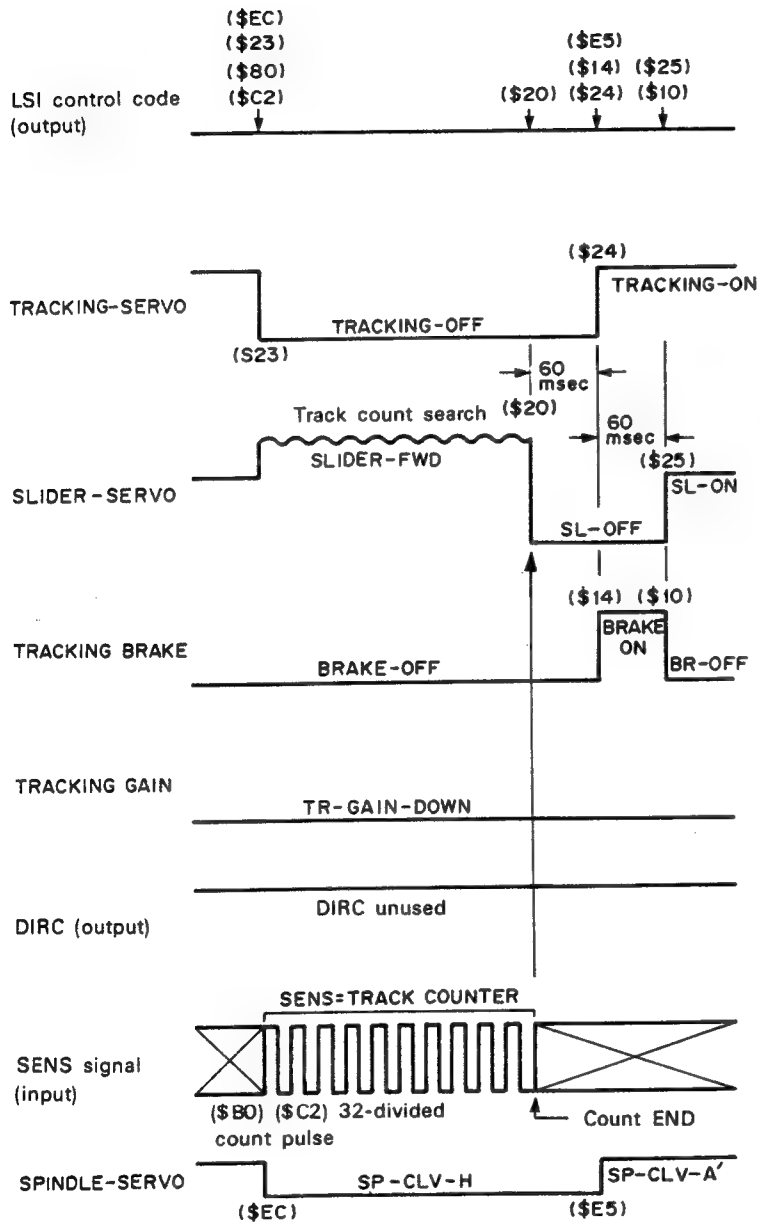 ($EC)
($23)
($80)
($C2)
($20)
($E5)
($14)
($24)
($25)
($10)
LSI control code
(output)
($24)
TRACKING-ON
TRACKING-SERVO
TRACKING-OFF
(S23)
60
msec
($20)
Track count search
60
msec
($25)
SLIDER-FWD
SL-ON
SLIDER-SERVO
SL-OFF
($14) ($10)
TRACKING BRAKE
BRAKE
ON
BRAKE-OFF
BR-OFF
TRACKING GAIN
TR-GAIN-DOWN
DIRC unused
DIRC (output)
SENS=TRACK COUNTER
SENS signal
(input)
($B0) ($C2) 32-divided
count pulse
Count END
SPINDLE-SERVO
SP-CLV-H
SP-CLV-A′
($EC)
($E5)